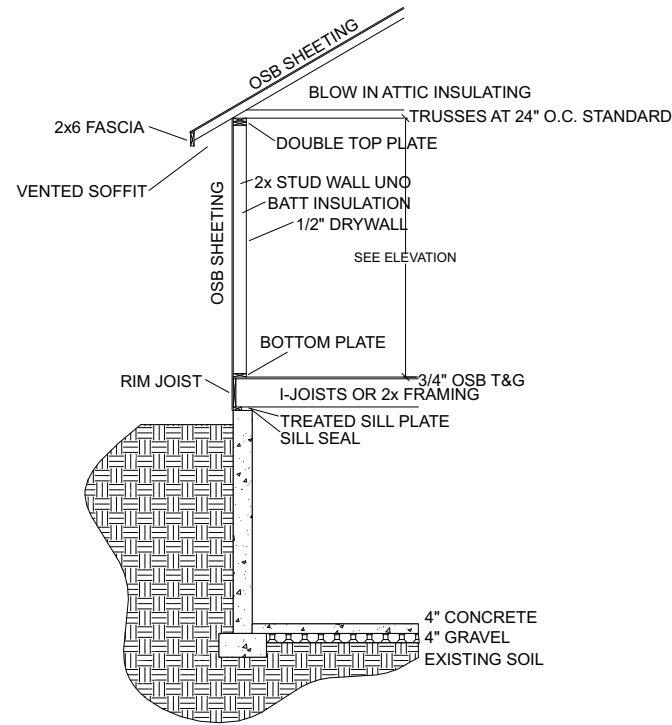 OSB SHEETING
BLOW IN ATTIC INSULATING
TRUSSES AT 24" O.C. STANDARD
2x6 FASCIA
DOUBLE TOP PLATE
VENTED SOFFIT
2x STUD WALL UNO
BATT INSULATION
1/2" DRYWALL
OSB SHEETING
SEE ELEVATION
BOTTOM PLATE
RIM JOIST
3/4" OSB T&G
I-JOISTS OR 2x FRAMING
TREATED SILL PLATE
SILL SEAL
4" CONCRETE
4" GRAVEL
EXISTING SOIL